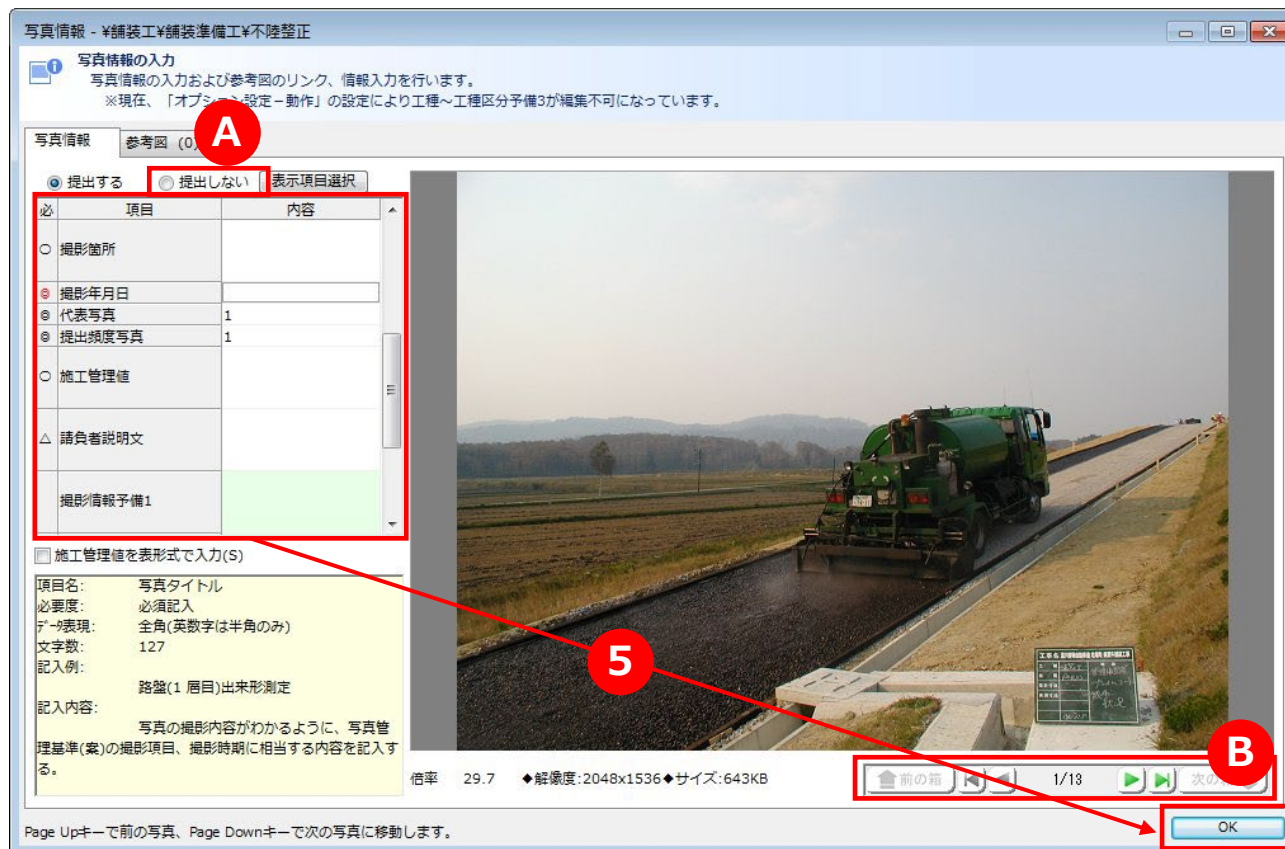 写真情報 - ¥舗装工¥舗装準備工¥不陸整正
写真情報の入力
写真情報の入力および参考図のリンク、情報入力を行います。
※現在、「オプション設定－動作」の設定により工種～工種区分予備3が編集不可になっています。
写真情報
参考図 (0)
A
提出する
提出しない
表示項目選択
必 項目 内容
○ 撮影箇所
◎ 撮影年月日
◎ 代表写真 1
◎ 提出頻度写真 1
○ 施工管理値
△ 請負者説明文
撮影情報予備1
施工管理値を表形式で入力(S)
項目名: 写真タイトル
必要度: 必須記入
ﾃﾞｰﾀ表現: 全角(英数字は半角のみ)
文字数: 127
記入例:
路盤(1 層目)出来形測定
記入内容:
写真の撮影内容がわかるように、写真管
理基準(案)の撮影項目、撮影時期に相当する内容を記入す
る。
5
B
倍率 29.7 ◆解像度:2048x1536◆サイズ:643KB
前の箱
1/13
次の
OK
Page Upキーで前の写真、Page Downキーで次の写真に移動します。